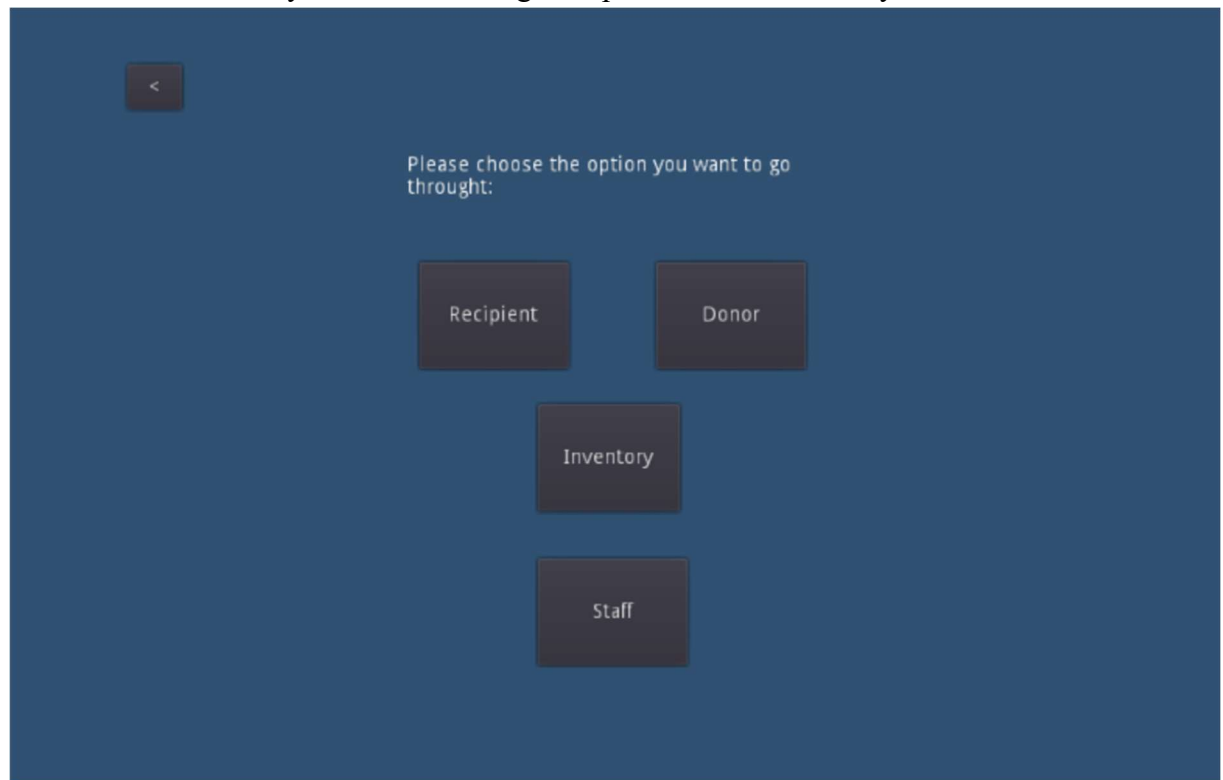 <
Please choose the option you want to go
throught:
Recipient
Donor
Inventory
Staff